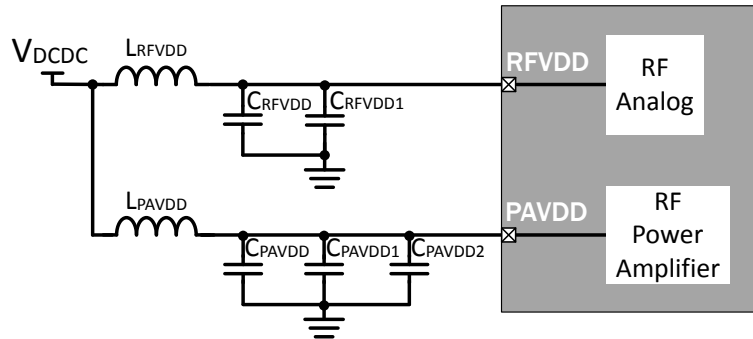 VDCDC
LRFVDD
CRFVDD
CRFVDD1
RFVDD
RF
Analog
LPAVDD
CPAVDD
CPAVDD1
CPAVDD2
PAVDD
RF
Power
Amplifier